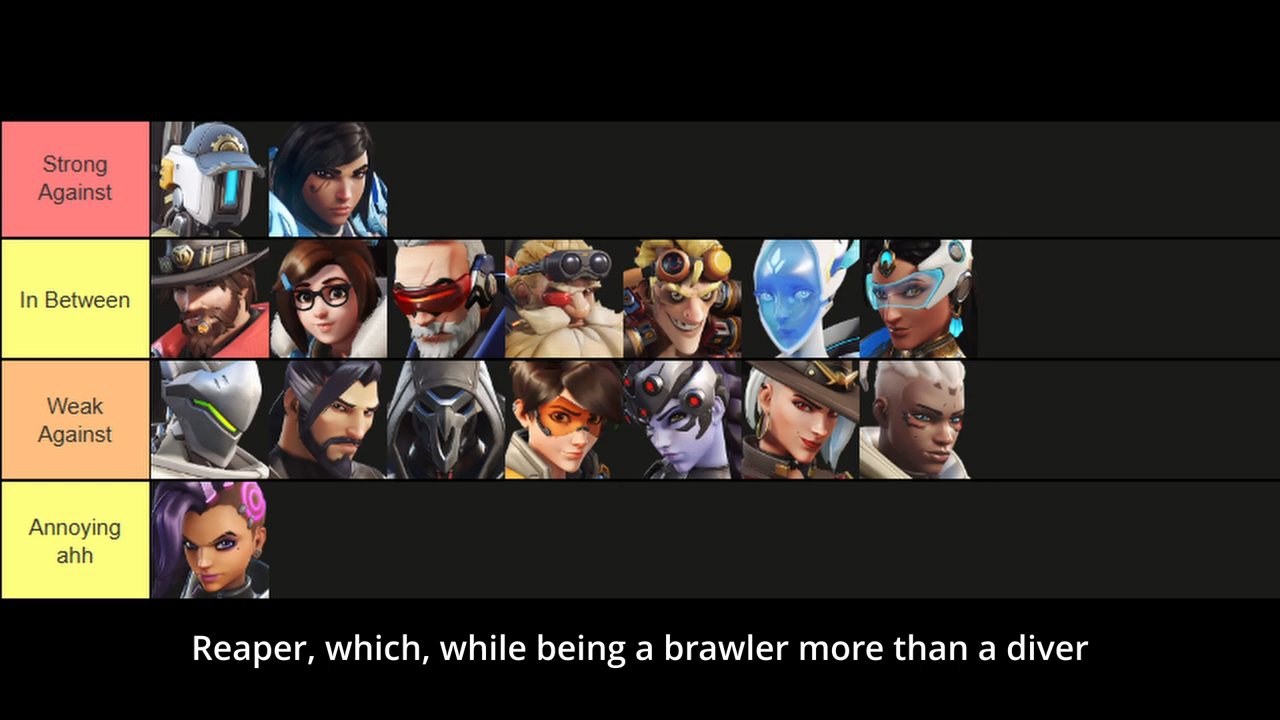 Strong
Against
In Between
Weak
Against
Annoying
ahh
Reaper, which, while being a brawler more than a diver